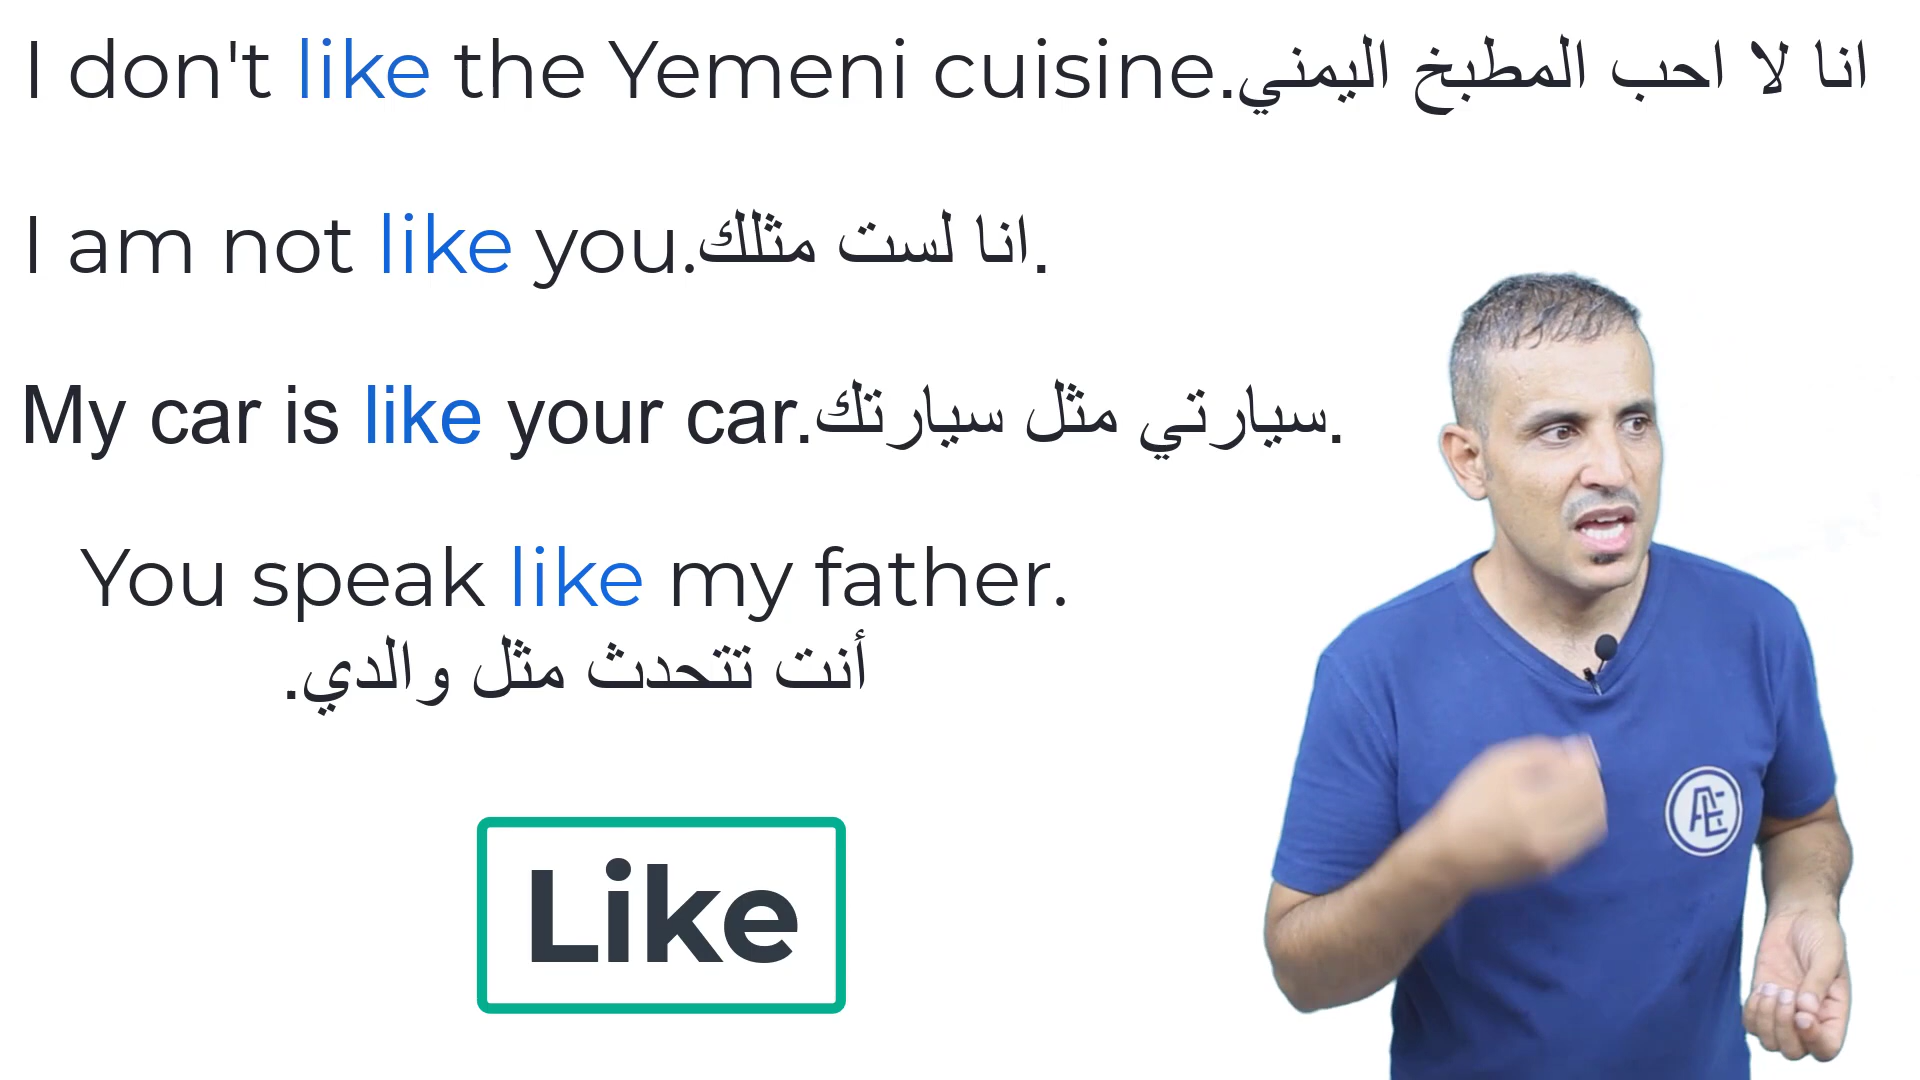 I don't like the Yemeni cuisine.انا لا احب المطبخ اليمني
I am not like you.انا لست مثلك.
My car is like your car.سيارتي مثل سيارتك.
You speak like my father.
أنت تتحدث مثل والدي.
Like
AE